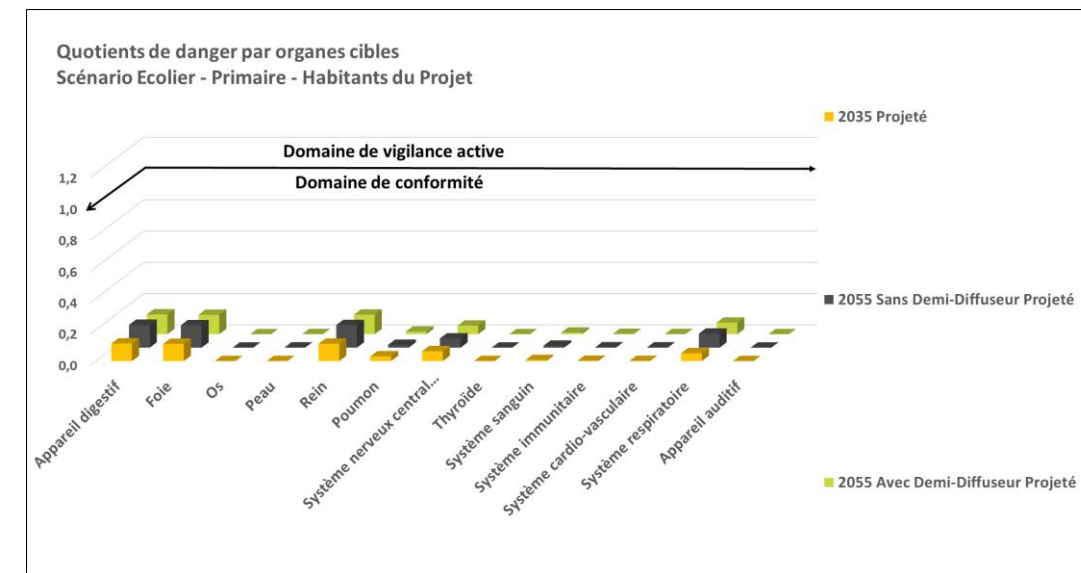 Quotients de danger par organes cibles
Scénario Ecolier - Primaire - Habitants du Projet
2035 Projeté
Domaine de vigilance active
Domaine de conformité
1,2
1,0
0,8
0,6
0,4
0,2
0,0
Appareil digestif
Foie
Os
Peau
Rein
Poumon
Système nerveux central...
Thyroïde
Système sanguin
Système immunitaire
Système cardio-vasculaire
Système respiratoire
Appareil auditif
2055 Sans Demi-Diffuseur Projeté
2055 Avec Demi-Diffuseur Projeté